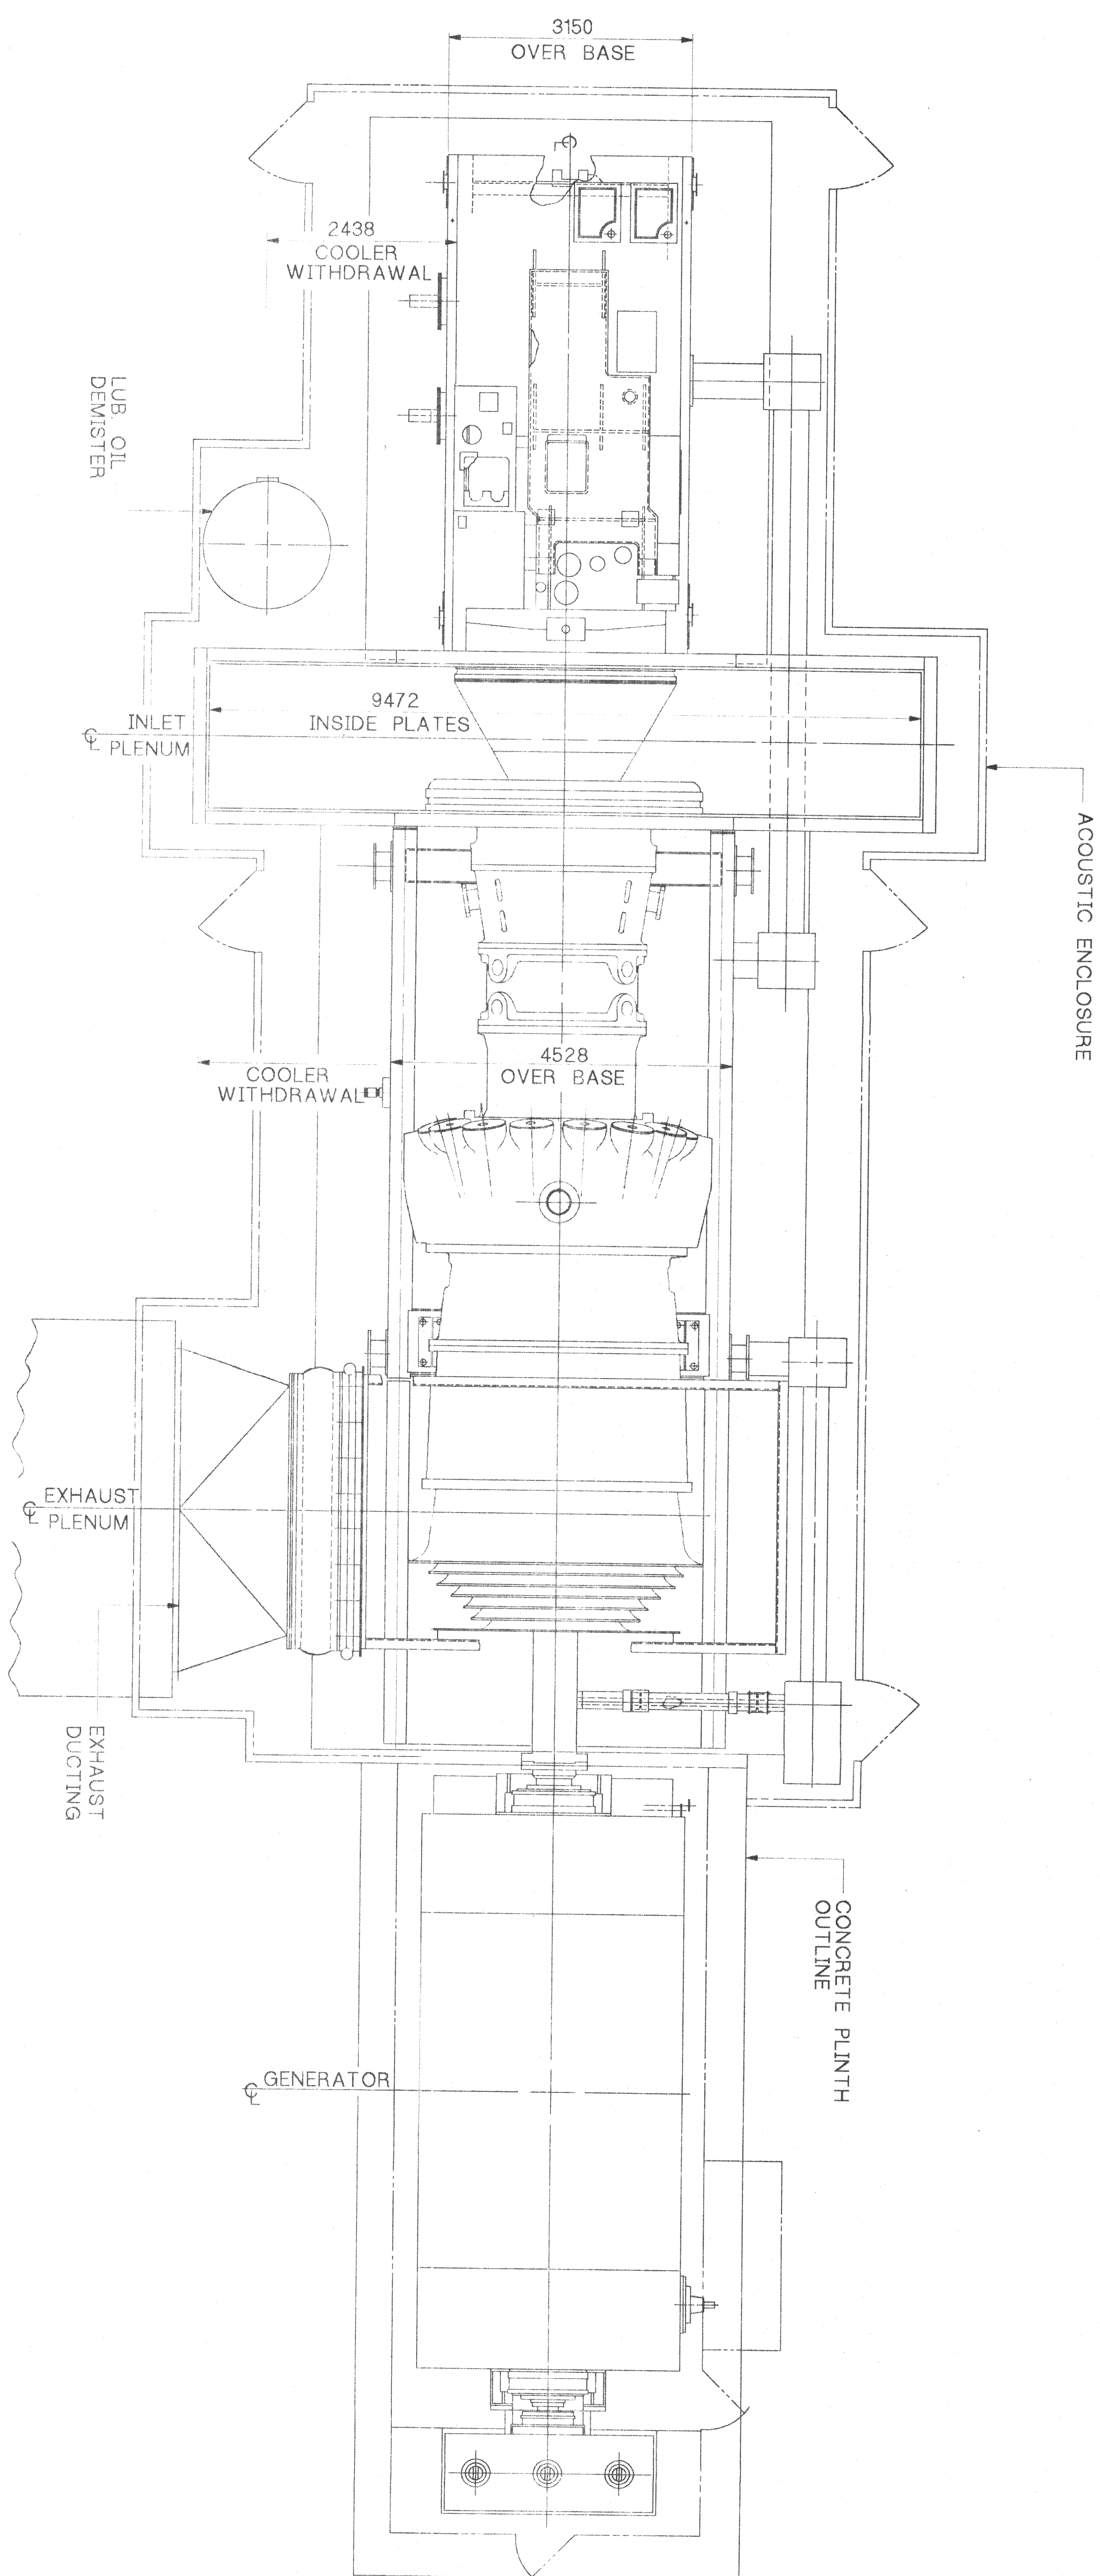 3150
OVER BASE
2438
COOLER
WITHDRAWAL
LUB. OIL
DEMISTER
9472
INSIDE PLATES
℄ INLET
PLENUM
ACOUSTIC ENCLOSURE
4528
OVER BASE
COOLER
WITHDRAWAL
℄ EXHAUST
PLENUM
EXHAUST
DUCTING
CONCRETE PLINTH
OUTLINE
℄ GENERATOR